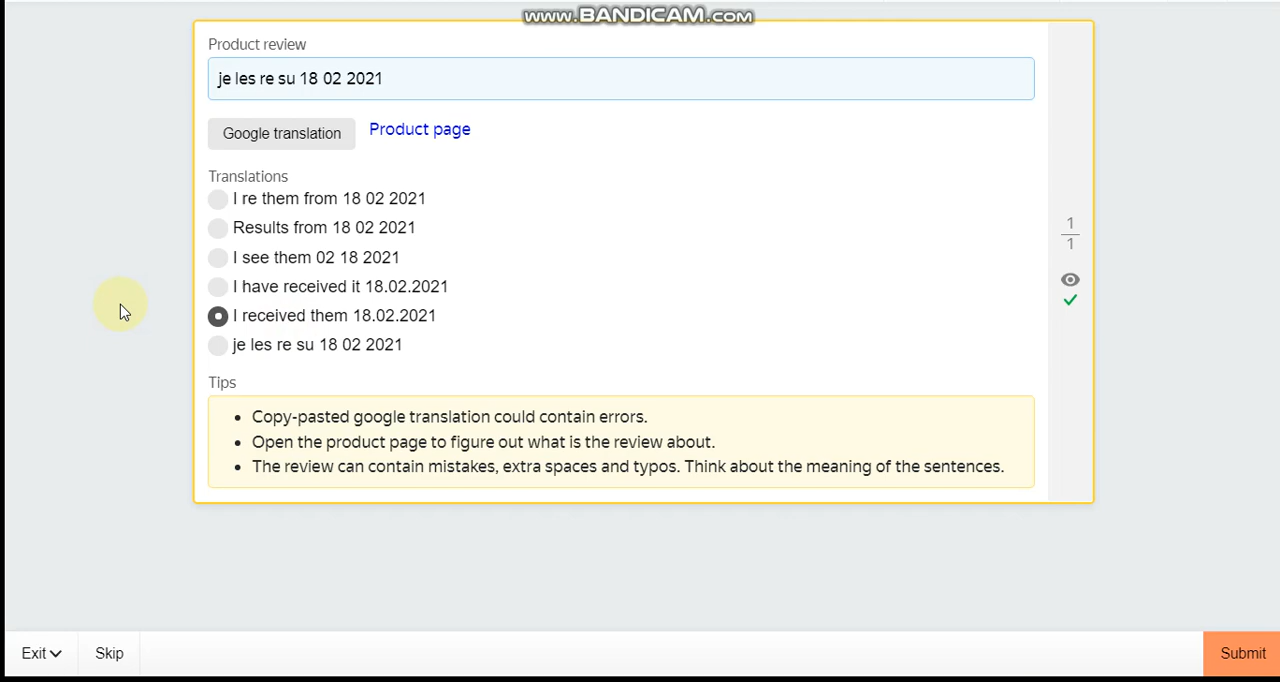 www.BANDICAM.com
Product review
je les re su 18 02 2021
Google translation
Product page
Translations
I re them from 18 02 2021
Results from 18 02 2021
I see them 02 18 2021
I have received it 18.02.2021
I received them 18.02.2021
je les re su 18 02 2021
1
1
Tips
Copy-pasted google translation could contain errors.
Open the product page to figure out what is the review about.
The review can contain mistakes, extra spaces and typos. Think about the meaning of the sentences.
Exit
Skip
Submit